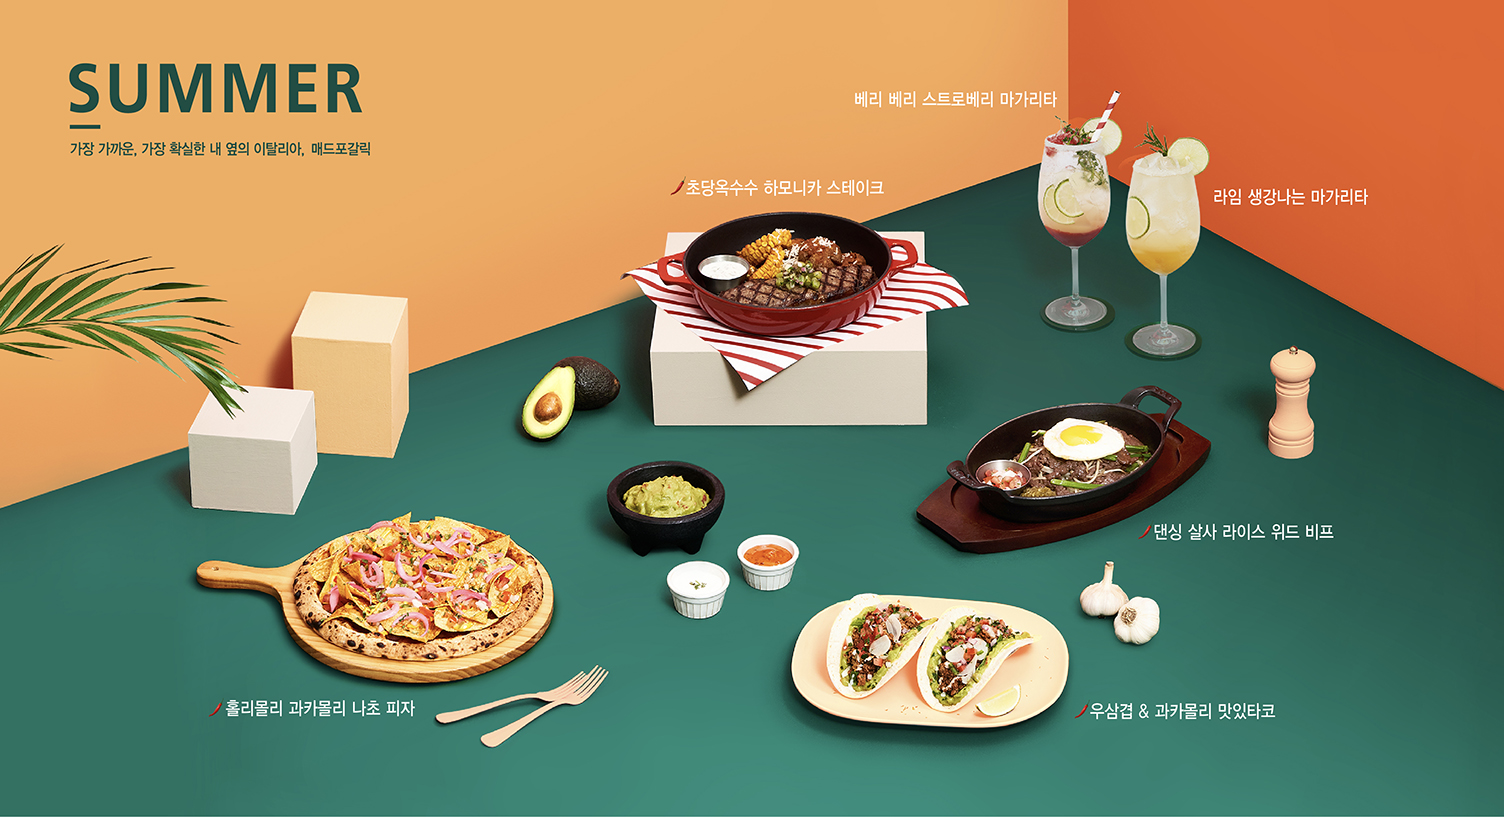 SUMMER
가장 가까운, 가장 확실한 내 옆의 이탈리아, 매드포갈릭
베리 베리 스트로베리 마가리타
초당옥수수 하모니카 스테이크
라임 생강나는 마가리타
댄싱 살사 라이스 위드 비프
홀리몰리 과카몰리 나초 피자
우삼겹 & 과카몰리 맛있타코